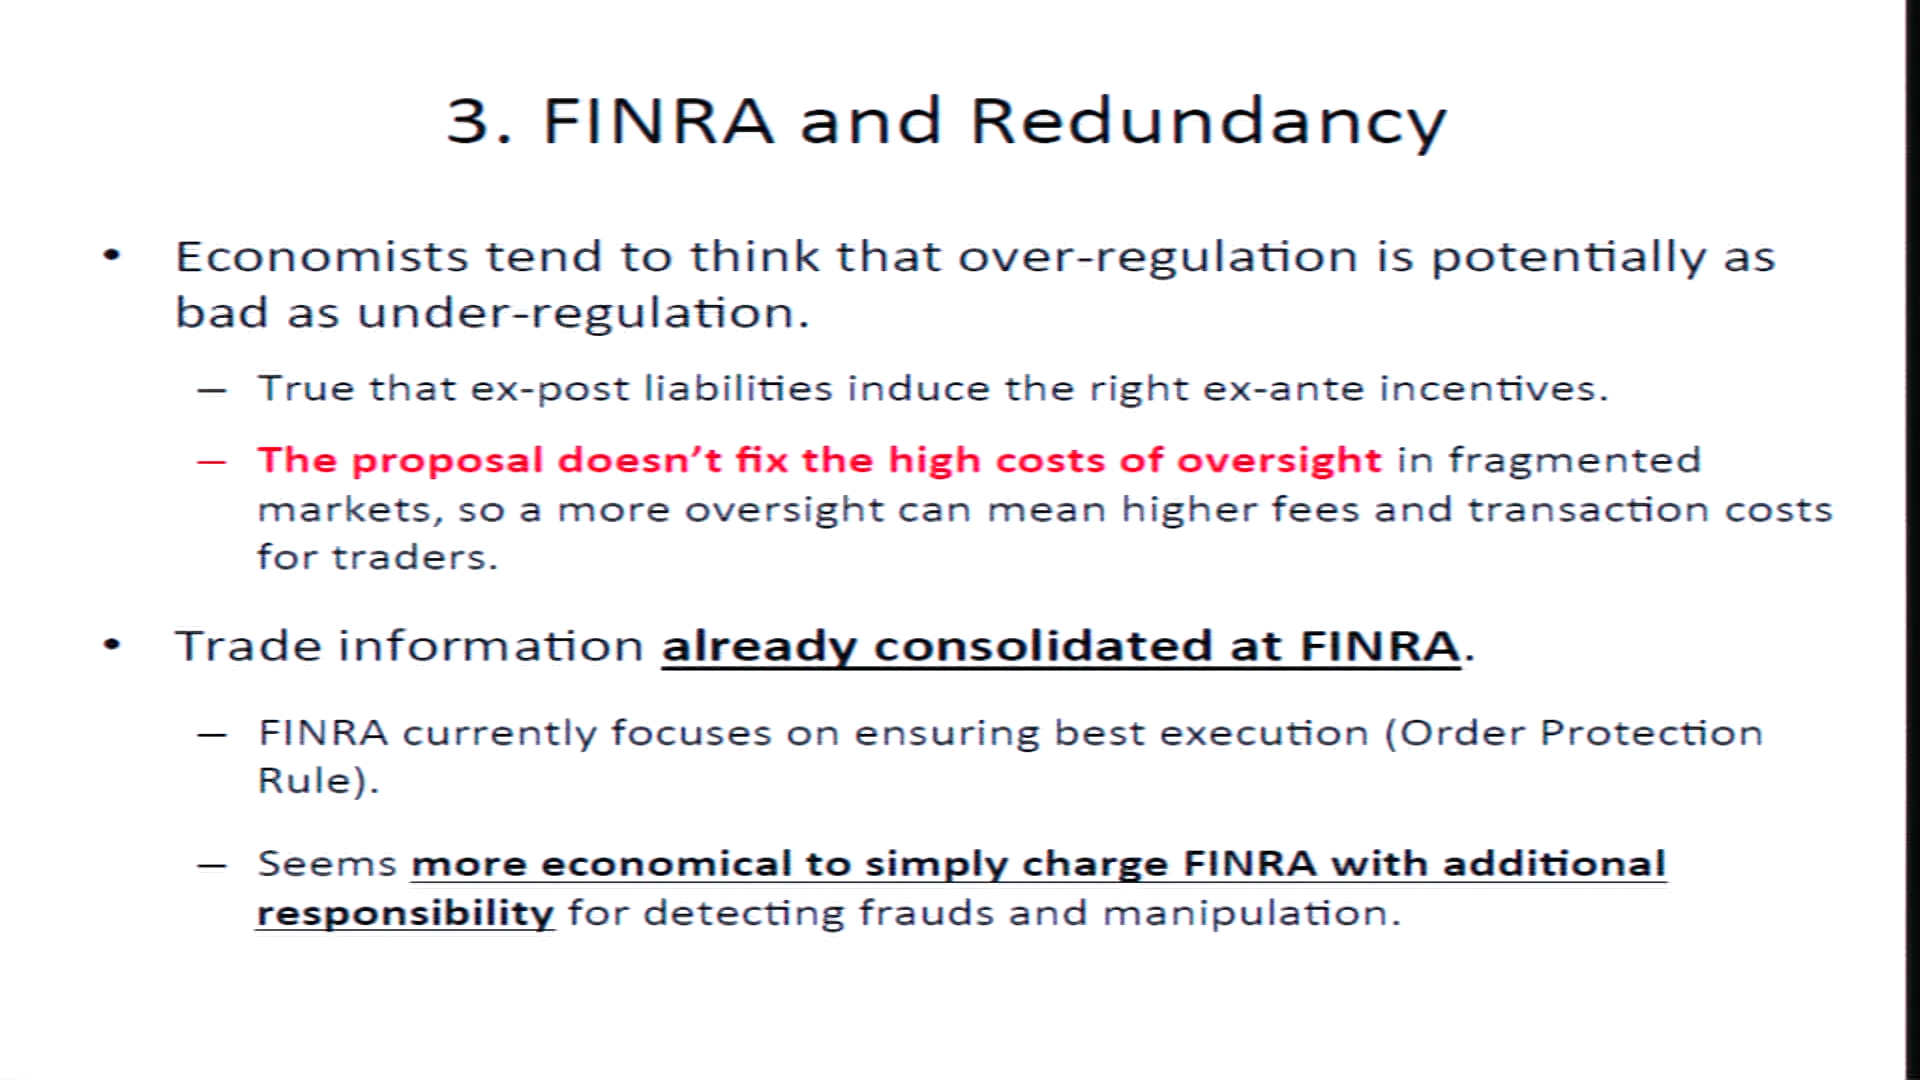 3. FINRA and Redundancy
• Economists tend to think that over-regulation is potentially as
bad as under-regulation.
– True that ex-post liabilities induce the right ex-ante incentives.
– The proposal doesn’t fix the high costs of oversight in fragmented
markets, so a more oversight can mean higher fees and transaction costs
for traders.
• Trade information already consolidated at FINRA.
– FINRA currently focuses on ensuring best execution (Order Protection
Rule).
– Seems more economical to simply charge FINRA with additional
responsibility for detecting frauds and manipulation.